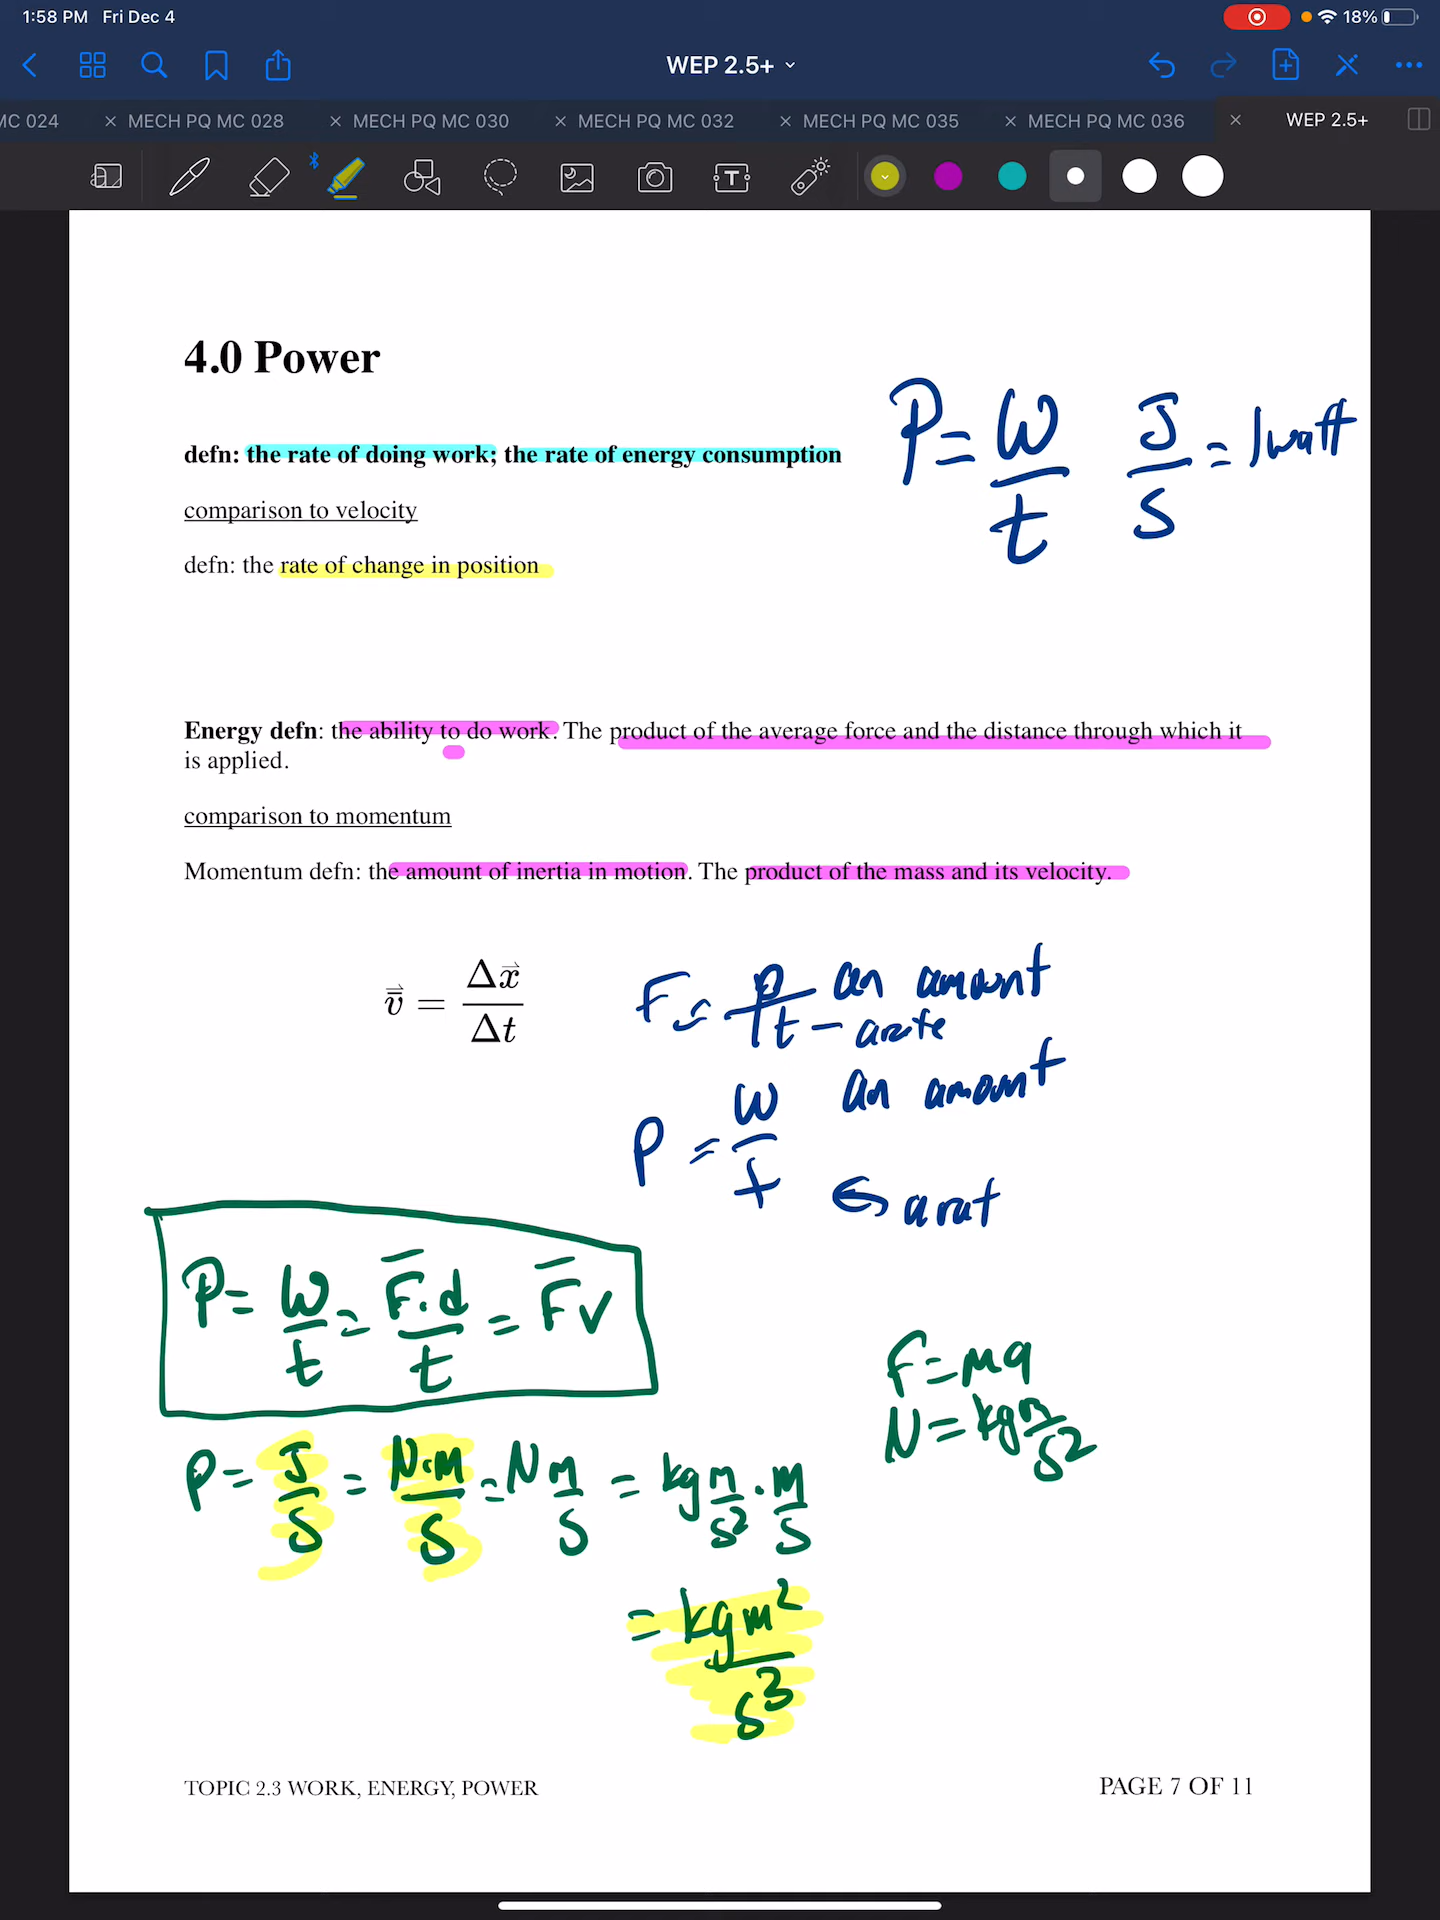 1:58 PM Fri Dec 4 18%
WEP 2.5+
MC 024 × MECH PQ MC 028 × MECH PQ MC 030 × MECH PQ MC 032 × MECH PQ MC 035 × MECH PQ MC 036 × WEP 2.5+
T
4.0 Power
P = W/t J/s = 1 watt
defn: the rate of doing work; the rate of energy consumption
comparison to velocity
defn: the rate of change in position
Energy defn: the ability to do work. The product of the average force and the distance through which it
is applied.
comparison to momentum
Momentum defn: the amount of inertia in motion. The product of the mass and its velocity.
v̄⃗ = Δx⃗/Δt
F = p/t an amount
– a rate
P = W/t an amount
← a rat
P = W/t = F̄·d/t = F̄v
F = ma
N = kg m/s²
P = J/s = N·m/s = N m/s = kg m/s² · m/s
= kgm²/s³
TOPIC 2.3 WORK, ENERGY, POWER PAGE 7 OF 11